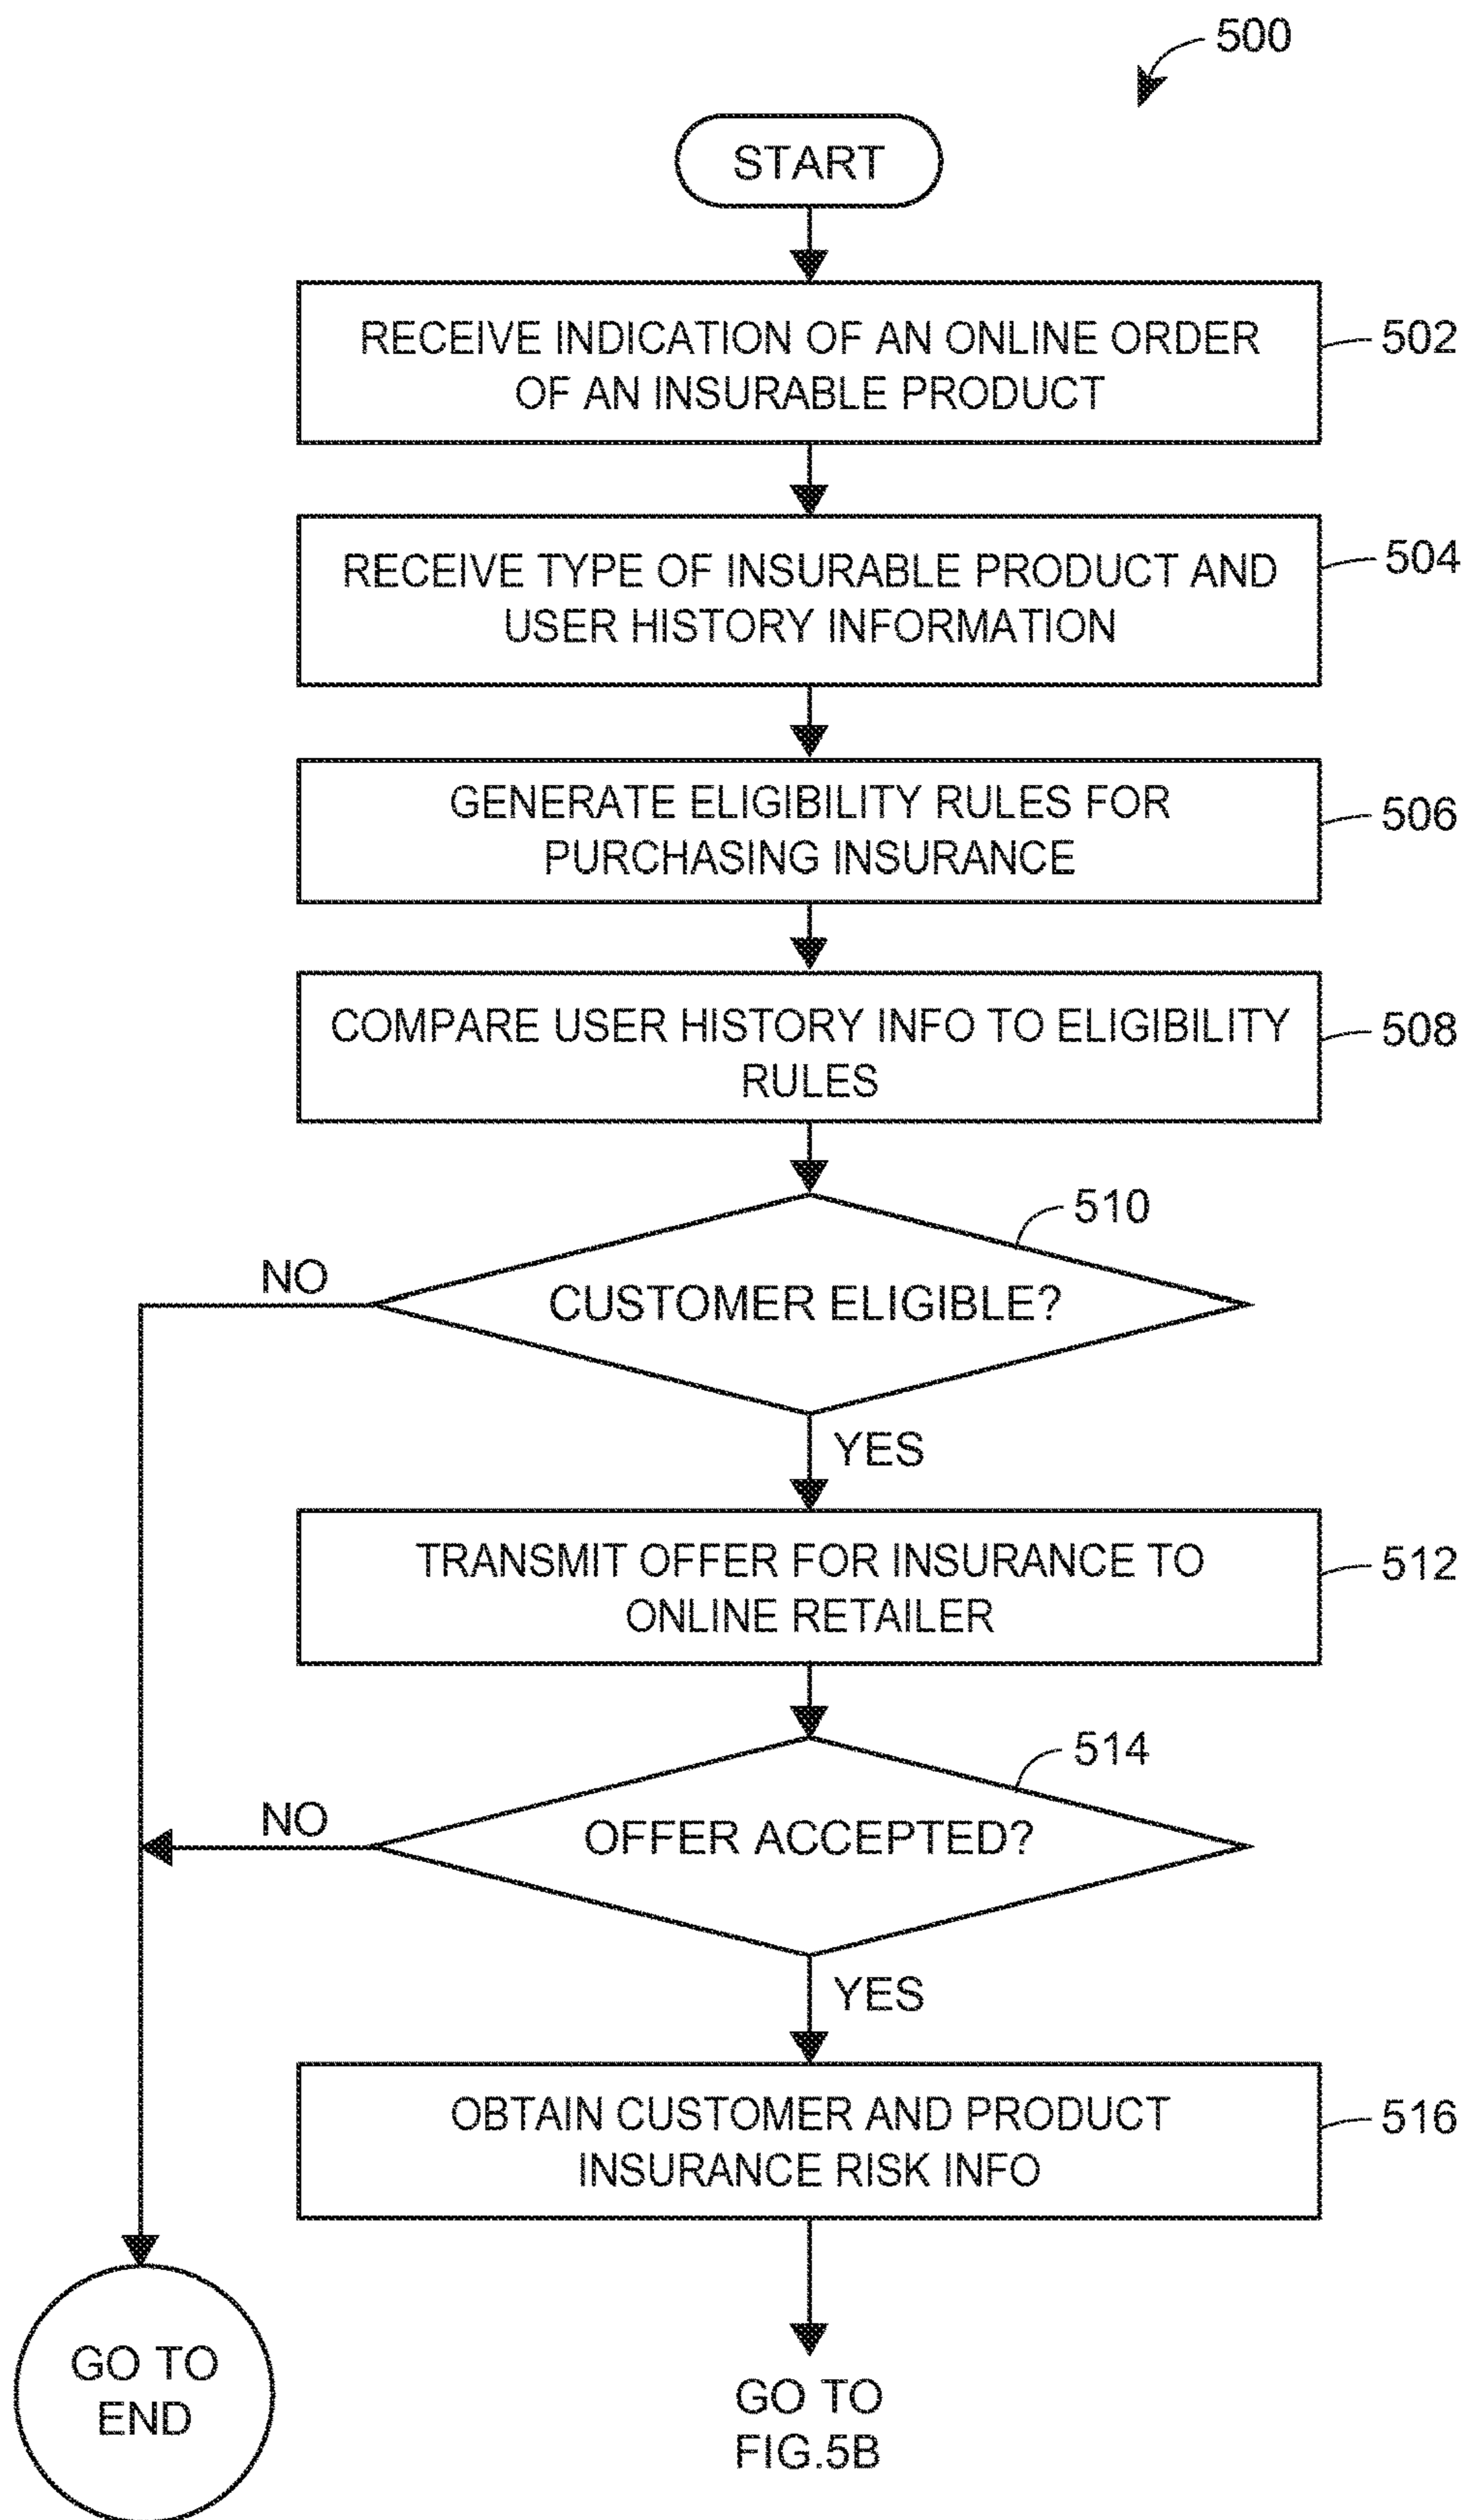 500
START
RECEIVE INDICATION OF AN ONLINE ORDER
OF AN INSURABLE PRODUCT
502
RECEIVE TYPE OF INSURABLE PRODUCT AND
USER HISTORY INFORMATION
504
GENERATE ELIGIBILITY RULES FOR
PURCHASING INSURANCE
506
COMPARE USER HISTORY INFO TO ELIGIBILITY
RULES
508
510
NO
CUSTOMER ELIGIBLE?
YES
TRANSMIT OFFER FOR INSURANCE TO
ONLINE RETAILER
512
514
NO
OFFER ACCEPTED?
YES
OBTAIN CUSTOMER AND PRODUCT
INSURANCE RISK INFO
516
GO TO
END
GO TO
FIG.5B